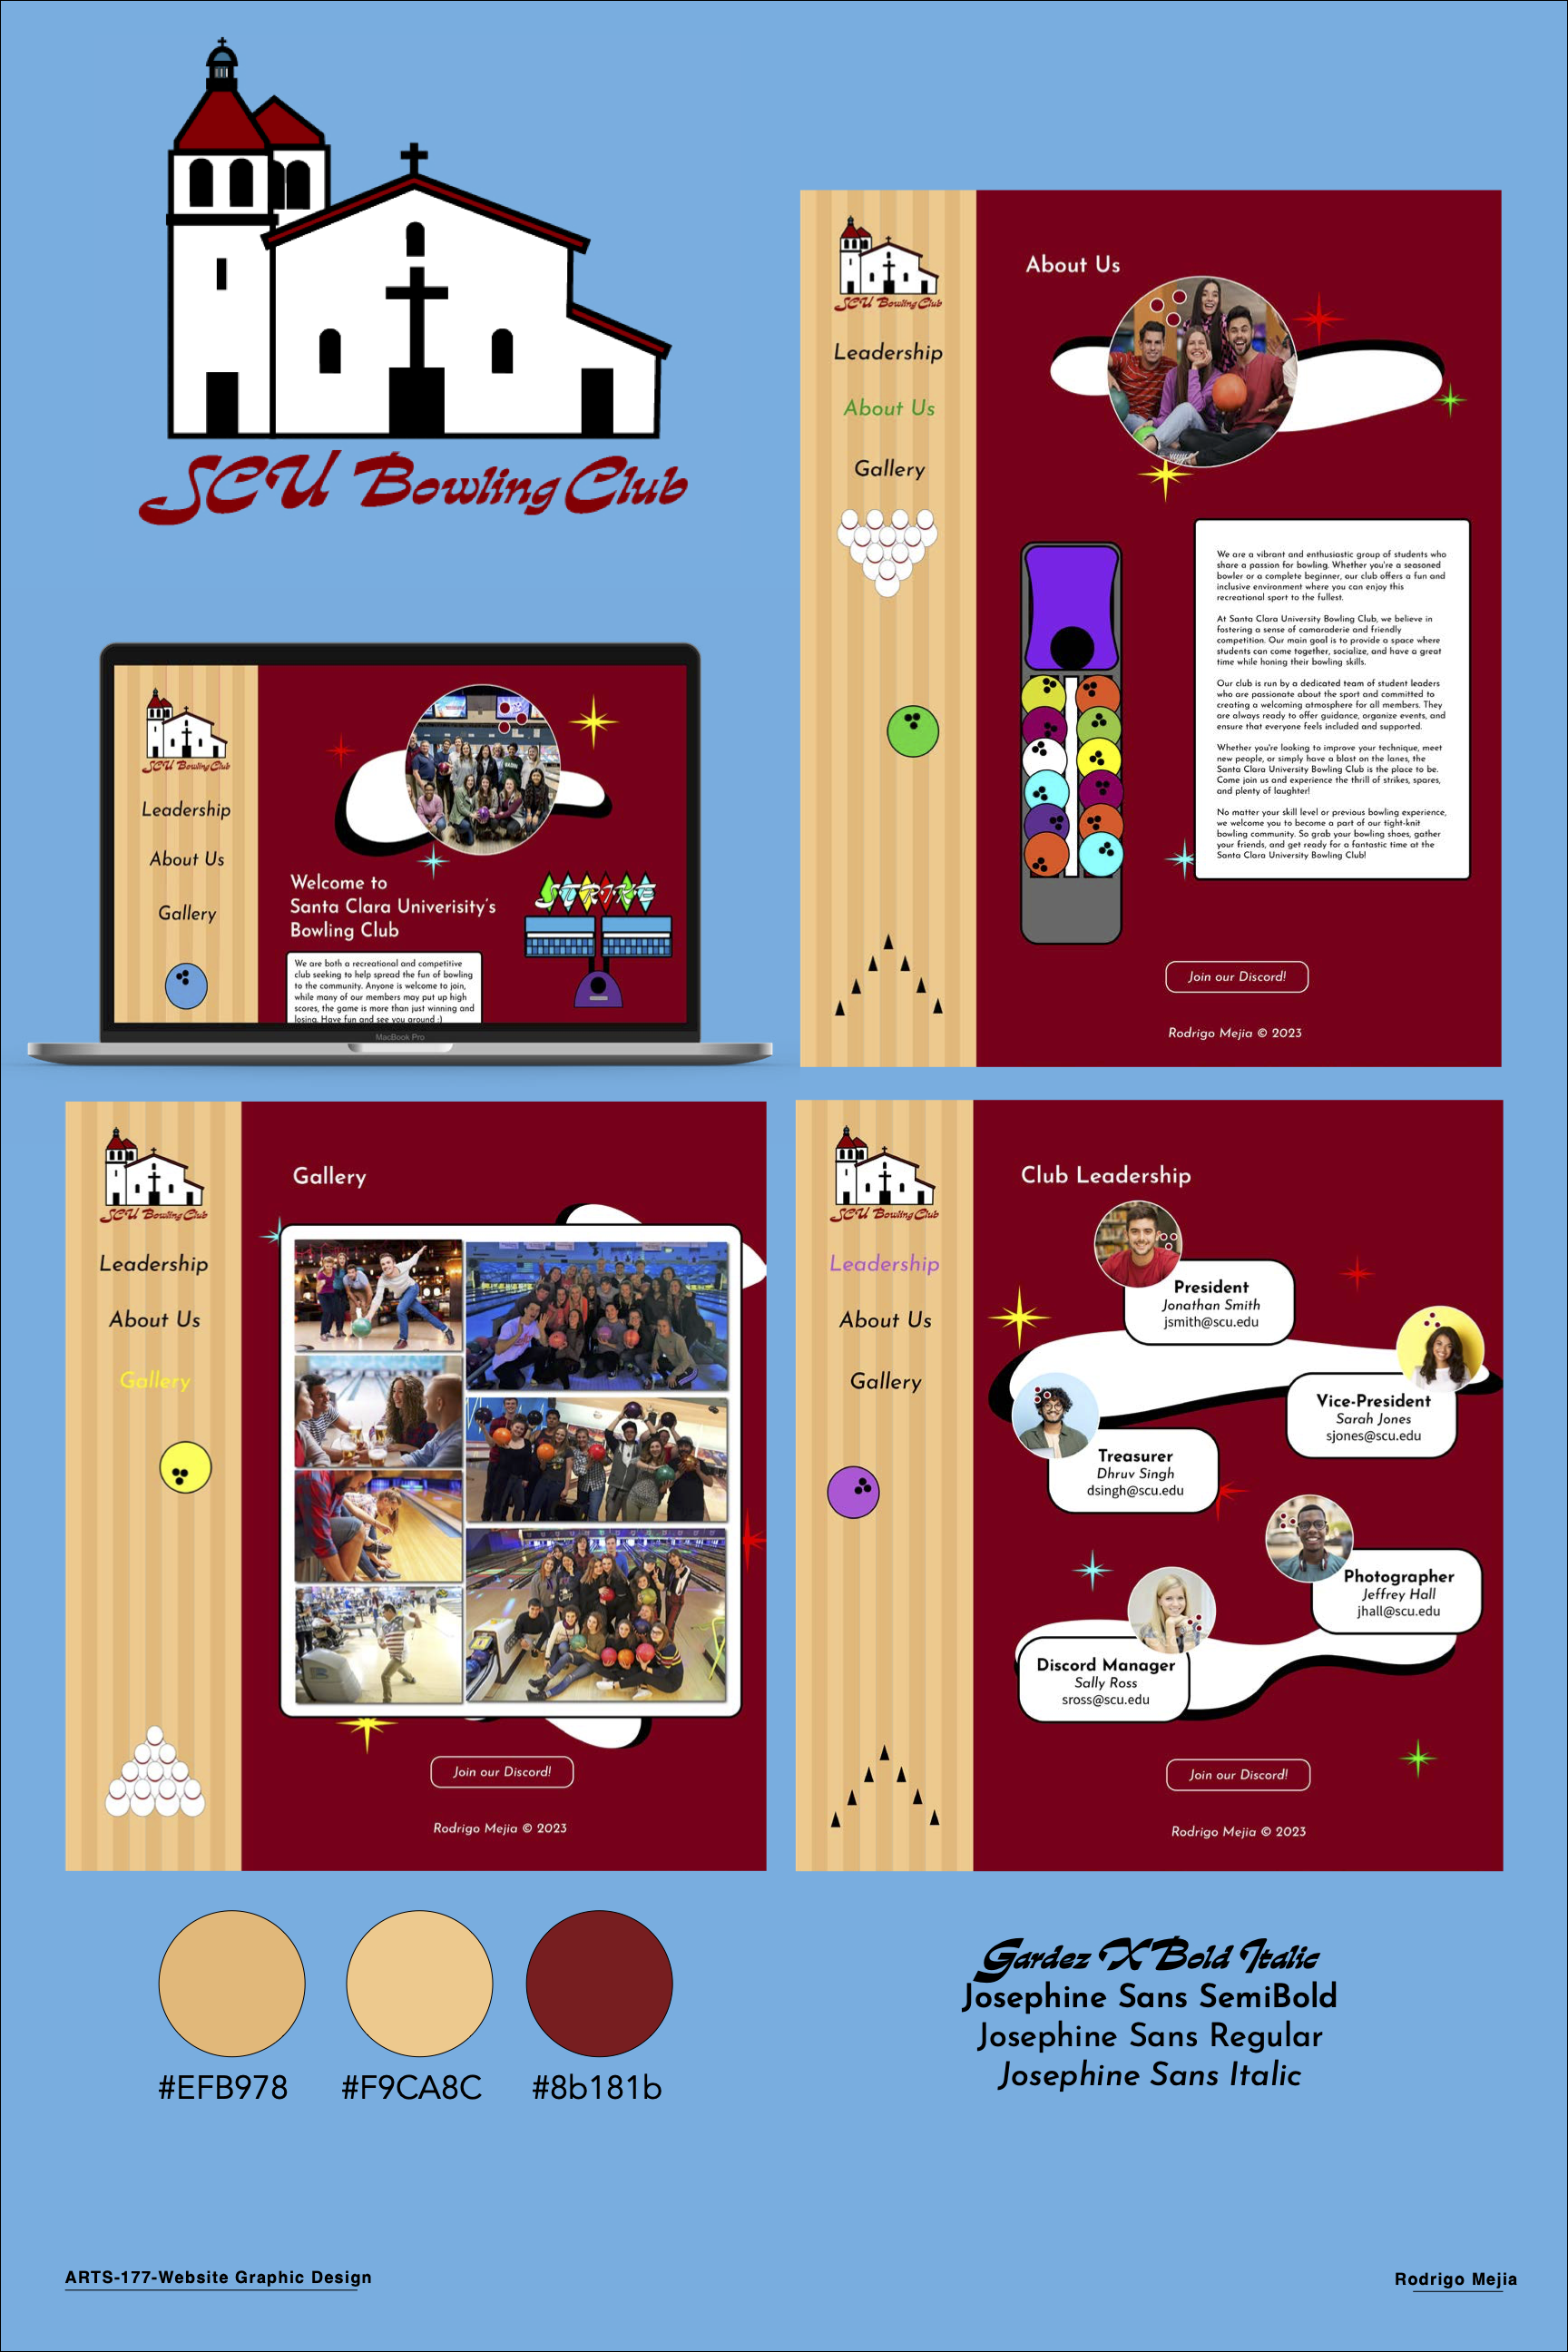 SCU Bowling Club
SCU Bowling Club
Leadership
About Us
Gallery
Welcome to
Santa Clara Univerisity's
Bowling Club
STRIKE
We are both a recreational and competitive
club seeking to help spread the fun of bowling
to the community. Anyone is welcome to join,
while many of our members may put up high
scores, the game is more than just winning and
losing. Have fun and see you around :)
MacBook Pro
SCU Bowling Club
Leadership
About Us
Gallery
About Us
We are a vibrant and enthusiastic group of students who
share a passion for bowling. Whether you're a seasoned
bowler or a complete beginner, our club offers a fun and
inclusive environment where you can enjoy this
recreational sport to the fullest.
At Santa Clara University Bowling Club, we believe in
fostering a sense of camaraderie and friendly
competition. Our main goal is to provide a space where
students can come together, socialize, and have a great
time while honing their bowling skills.
Our club is run by a dedicated team of student leaders
who are passionate about the sport and committed to
creating a welcoming atmosphere for all members. They
are always ready to offer guidance, organize events, and
ensure that everyone feels included and supported.
Whether you're looking to improve your technique, meet
new people, or simply have a blast on the lanes, the
Santa Clara University Bowling Club is the place to be.
Come join us and experience the thrill of strikes, spares,
and plenty of laughter!
No matter your skill level or previous bowling experience,
we welcome you to become a part of our tight-knit
bowling community. So grab your bowling shoes, gather
your friends, and get ready for a fantastic time at the
Santa Clara University Bowling Club!
Join our Discord!
Rodrigo Mejia © 2023
SCU Bowling Club
Leadership
About Us
Gallery
Gallery
Join our Discord!
Rodrigo Mejia © 2023
SCU Bowling Club
Leadership
About Us
Gallery
Club Leadership
President
Jonathan Smith
jsmith@scu.edu
Vice-President
Sarah Jones
sjones@scu.edu
Treasurer
Dhruv Singh
dsingh@scu.edu
Photographer
Jeffrey Hall
jhall@scu.edu
Discord Manager
Sally Ross
sross@scu.edu
Join our Discord!
Rodrigo Mejia © 2023
#EFB978
#F9CA8C
#8b181b
Gardez XBold Italic
Josephine Sans SemiBold
Josephine Sans Regular
Josephine Sans Italic
ARTS-177-Website Graphic Design
Rodrigo Mejia